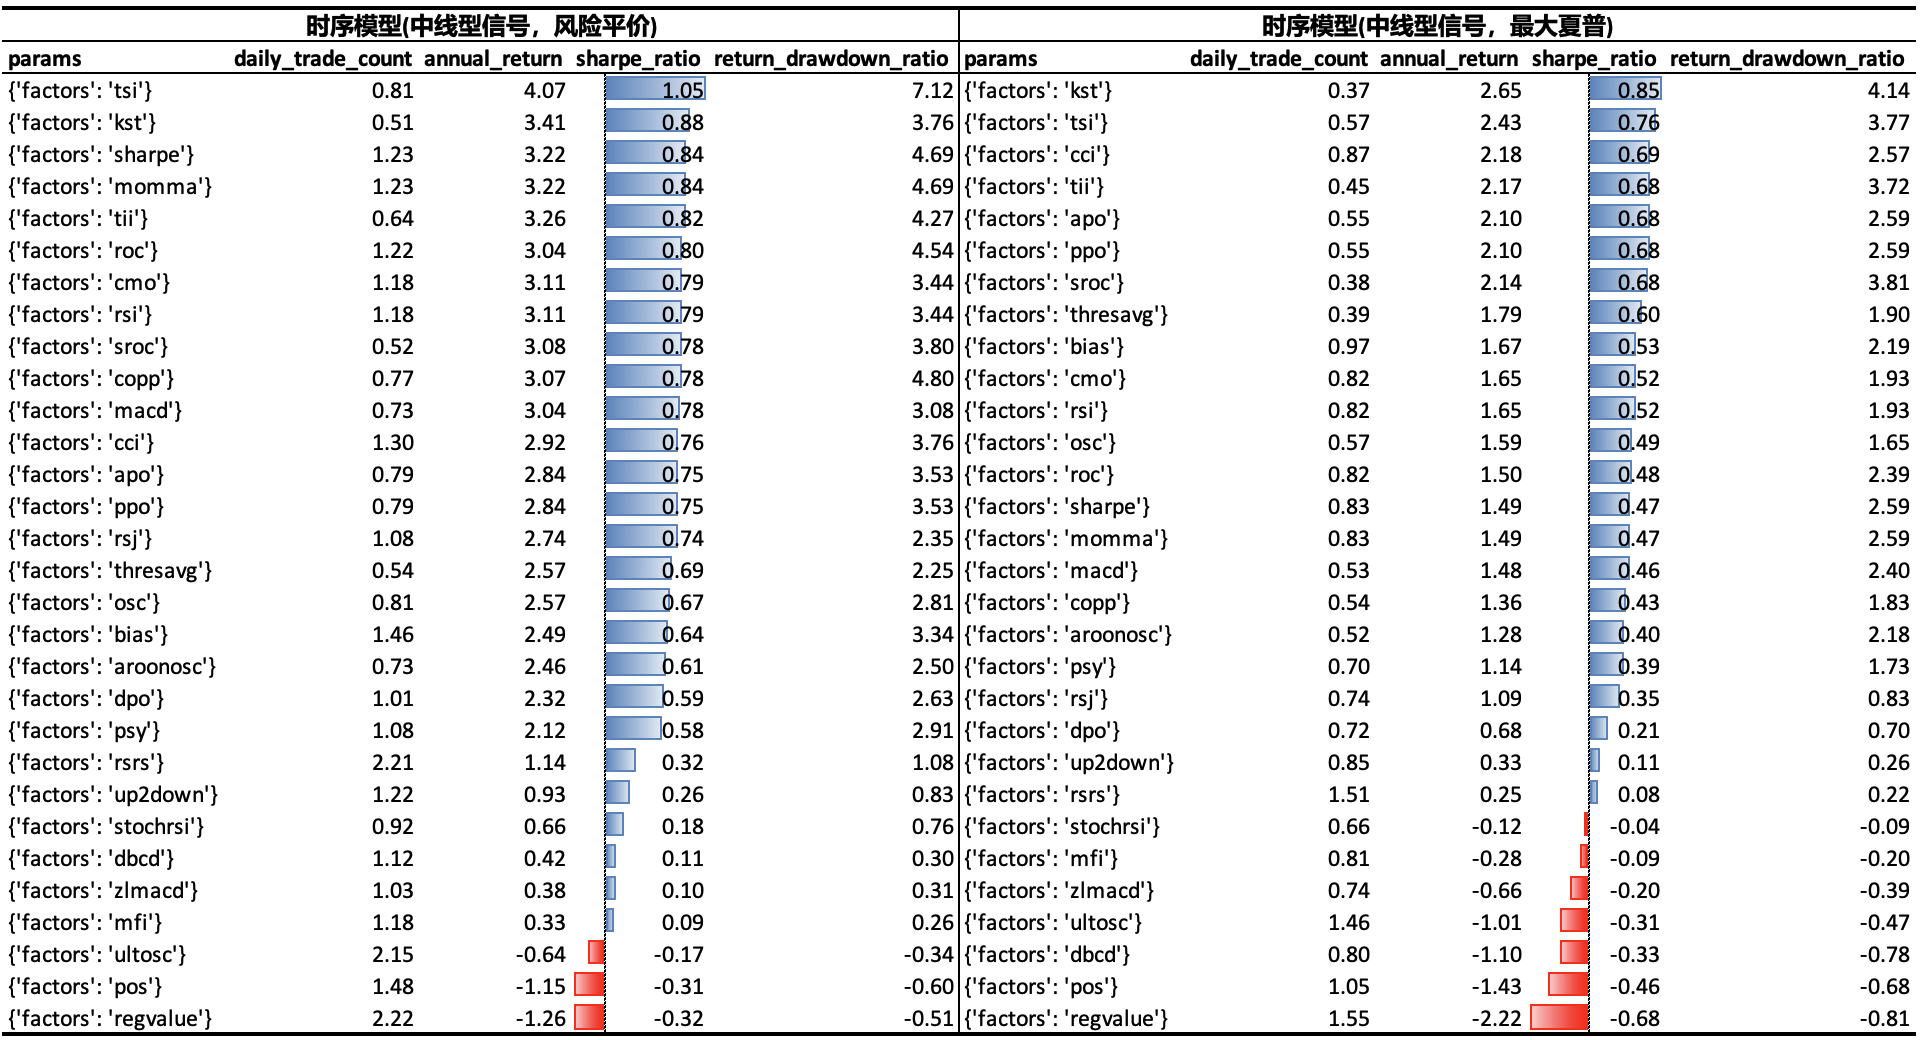 时序模型(中线型信号，风险平价) 时序模型(中线型信号，最大夏普)
params daily_trade_count annual_return sharpe_ratio return_drawdown_ratio params daily_trade_count annual_return sharpe_ratio return_drawdown_ratio
{'factors': 'tsi'} 0.81 4.07 1.05 7.12 {'factors': 'kst'} 0.37 2.65 0.85 4.14
{'factors': 'kst'} 0.51 3.41 0.88 3.76 {'factors': 'tsi'} 0.57 2.43 0.76 3.77
{'factors': 'sharpe'} 1.23 3.22 0.84 4.69 {'factors': 'cci'} 0.87 2.18 0.69 2.57
{'factors': 'momma'} 1.23 3.22 0.84 4.69 {'factors': 'tii'} 0.45 2.17 0.68 3.72
{'factors': 'tii'} 0.64 3.26 0.82 4.27 {'factors': 'apo'} 0.55 2.10 0.68 2.59
{'factors': 'roc'} 1.22 3.04 0.80 4.54 {'factors': 'ppo'} 0.55 2.10 0.68 2.59
{'factors': 'cmo'} 1.18 3.11 0.79 3.44 {'factors': 'sroc'} 0.38 2.14 0.68 3.81
{'factors': 'rsi'} 1.18 3.11 0.79 3.44 {'factors': 'thresavg'} 0.39 1.79 0.60 1.90
{'factors': 'sroc'} 0.52 3.08 0.78 3.80 {'factors': 'bias'} 0.97 1.67 0.53 2.19
{'factors': 'copp'} 0.77 3.07 0.78 4.80 {'factors': 'cmo'} 0.82 1.65 0.52 1.93
{'factors': 'macd'} 0.73 3.04 0.78 3.08 {'factors': 'rsi'} 0.82 1.65 0.52 1.93
{'factors': 'cci'} 1.30 2.92 0.76 3.76 {'factors': 'osc'} 0.57 1.59 0.49 1.65
{'factors': 'apo'} 0.79 2.84 0.75 3.53 {'factors': 'roc'} 0.82 1.50 0.48 2.39
{'factors': 'ppo'} 0.79 2.84 0.75 3.53 {'factors': 'sharpe'} 0.83 1.49 0.47 2.59
{'factors': 'rsj'} 1.08 2.74 0.74 2.35 {'factors': 'momma'} 0.83 1.49 0.47 2.59
{'factors': 'thresavg'} 0.54 2.57 0.69 2.25 {'factors': 'macd'} 0.53 1.48 0.46 2.40
{'factors': 'osc'} 0.81 2.57 0.67 2.81 {'factors': 'copp'} 0.54 1.36 0.43 1.83
{'factors': 'bias'} 1.46 2.49 0.64 3.34 {'factors': 'aroonosc'} 0.52 1.28 0.40 2.18
{'factors': 'aroonosc'} 0.73 2.46 0.61 2.50 {'factors': 'psy'} 0.70 1.14 0.39 1.73
{'factors': 'dpo'} 1.01 2.32 0.59 2.63 {'factors': 'rsj'} 0.74 1.09 0.35 0.83
{'factors': 'psy'} 1.08 2.12 0.58 2.91 {'factors': 'dpo'} 0.72 0.68 0.21 0.70
{'factors': 'rsrs'} 2.21 1.14 0.32 1.08 {'factors': 'up2down'} 0.85 0.33 0.11 0.26
{'factors': 'up2down'} 1.22 0.93 0.26 0.83 {'factors': 'rsrs'} 1.51 0.25 0.08 0.22
{'factors': 'stochrsi'} 0.92 0.66 0.18 0.76 {'factors': 'stochrsi'} 0.66 -0.12 -0.04 -0.09
{'factors': 'dbcd'} 1.12 0.42 0.11 0.30 {'factors': 'mfi'} 0.81 -0.28 -0.09 -0.20
{'factors': 'zlmacd'} 1.03 0.38 0.10 0.31 {'factors': 'zlmacd'} 0.74 -0.66 -0.20 -0.39
{'factors': 'mfi'} 1.18 0.33 0.09 0.26 {'factors': 'ultosc'} 1.46 -1.01 -0.31 -0.47
{'factors': 'ultosc'} 2.15 -0.64 -0.17 -0.34 {'factors': 'dbcd'} 0.80 -1.10 -0.33 -0.78
{'factors': 'pos'} 1.48 -1.15 -0.31 -0.60 {'factors': 'pos'} 1.05 -1.43 -0.46 -0.68
{'factors': 'regvalue'} 2.22 -1.26 -0.32 -0.51 {'factors': 'regvalue'} 1.55 -2.22 -0.68 -0.81